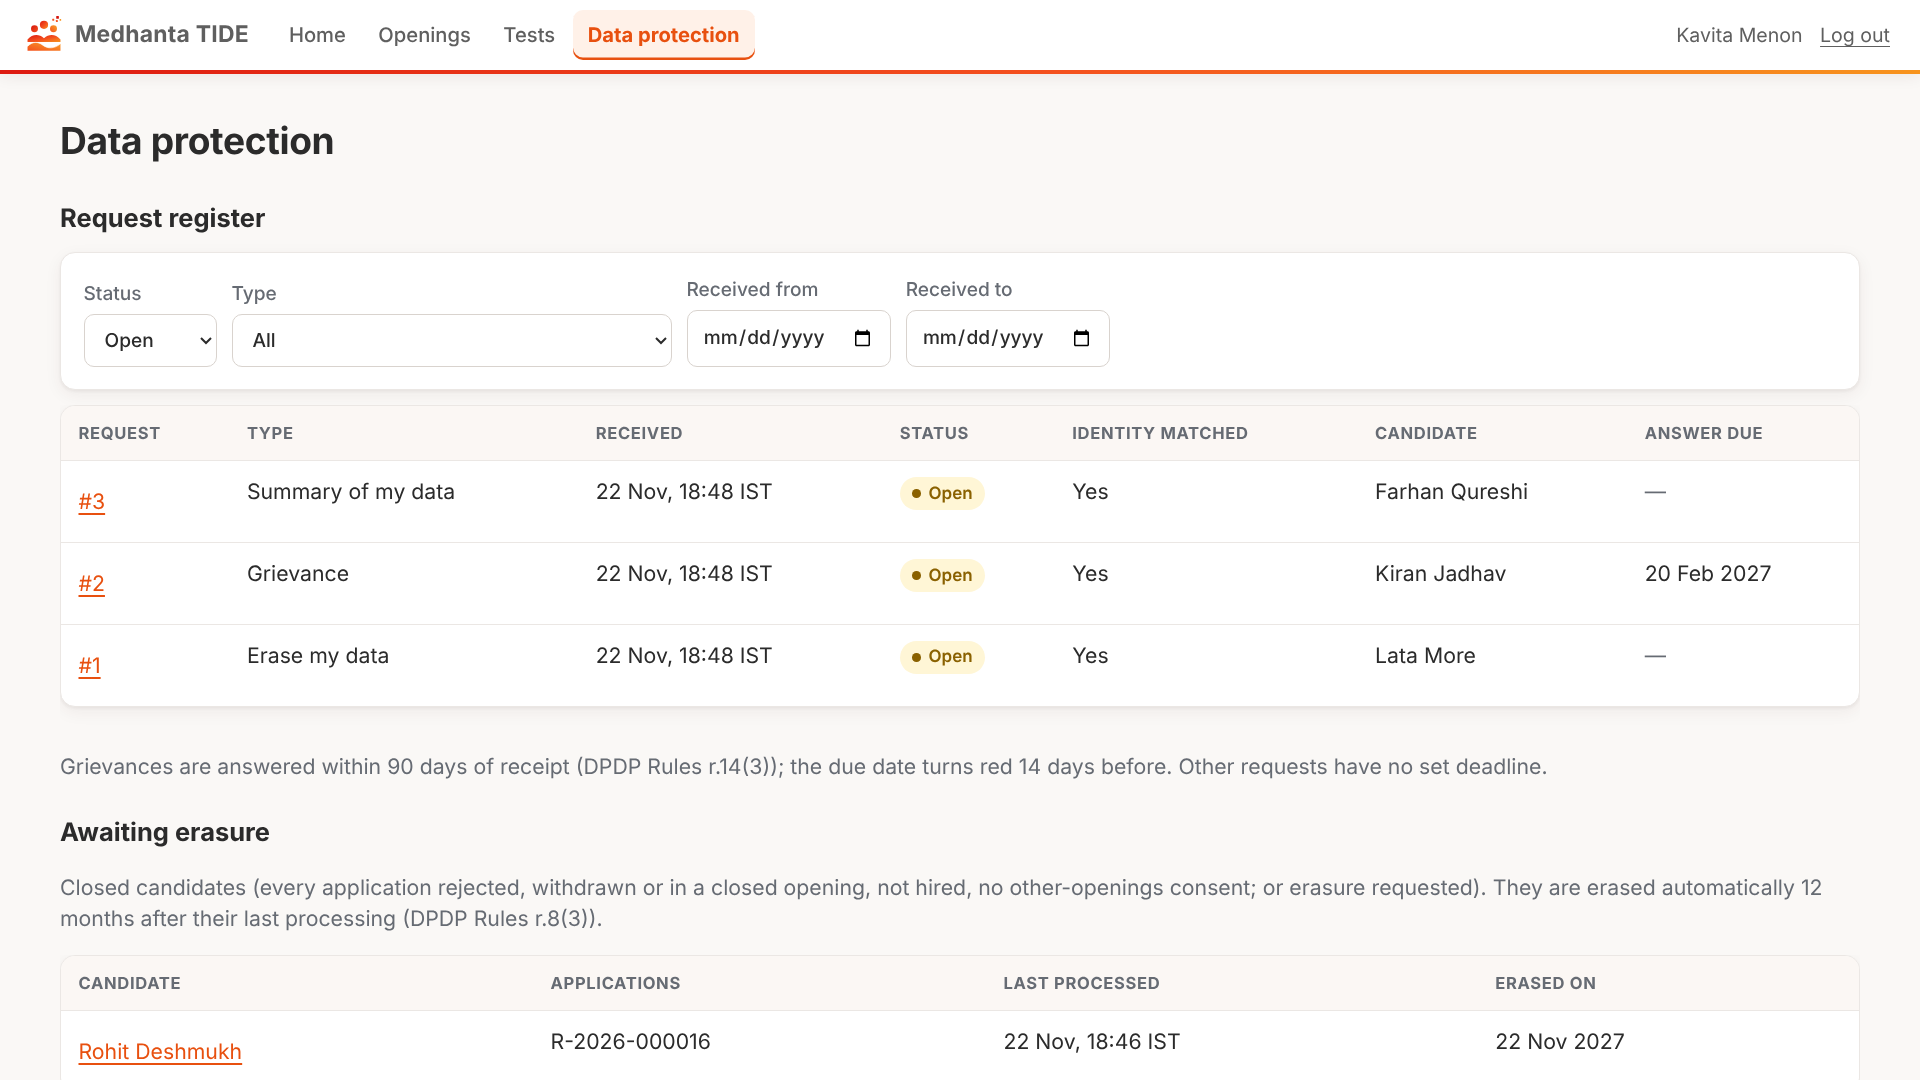 Medhanta TIDE Home Openings Tests Data protection Kavita Menon Log out
Data protection
Request register
Status Type Received from Received to
Open All mm/dd/yyyy mm/dd/yyyy
REQUEST TYPE RECEIVED STATUS IDENTITY MATCHED CANDIDATE ANSWER DUE
#3 Summary of my data 22 Nov, 18:48 IST Open Yes Farhan Qureshi —
#2 Grievance 22 Nov, 18:48 IST Open Yes Kiran Jadhav 20 Feb 2027
#1 Erase my data 22 Nov, 18:48 IST Open Yes Lata More —
Grievances are answered within 90 days of receipt (DPDP Rules r.14(3)); the due date turns red 14 days before. Other requests have no set deadline.
Awaiting erasure
Closed candidates (every application rejected, withdrawn or in a closed opening, not hired, no other-openings consent; or erasure requested). They are erased automatically 12
months after their last processing (DPDP Rules r.8(3)).
CANDIDATE APPLICATIONS LAST PROCESSED ERASED ON
Rohit Deshmukh R-2026-000016 22 Nov, 18:46 IST 22 Nov 2027